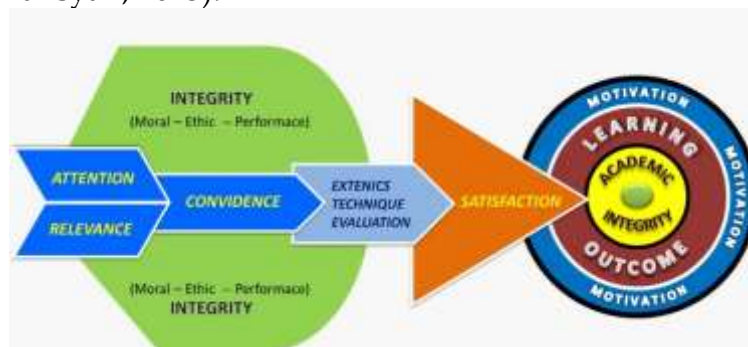 INTEGRITY
(Moral – Ethic – Performace)
ATTENTION
RELEVANCE
CONVIDENCE
EXTENICS
TECHNIQUE
EVALUATION
SATISFACTION
(Moral – Ethic – Performace)
INTEGRITY
MOTIVATION
LEARNING
ACADEMIC
INTEGRITY
OUTCOME
MOTIVATION
MOTIVATION